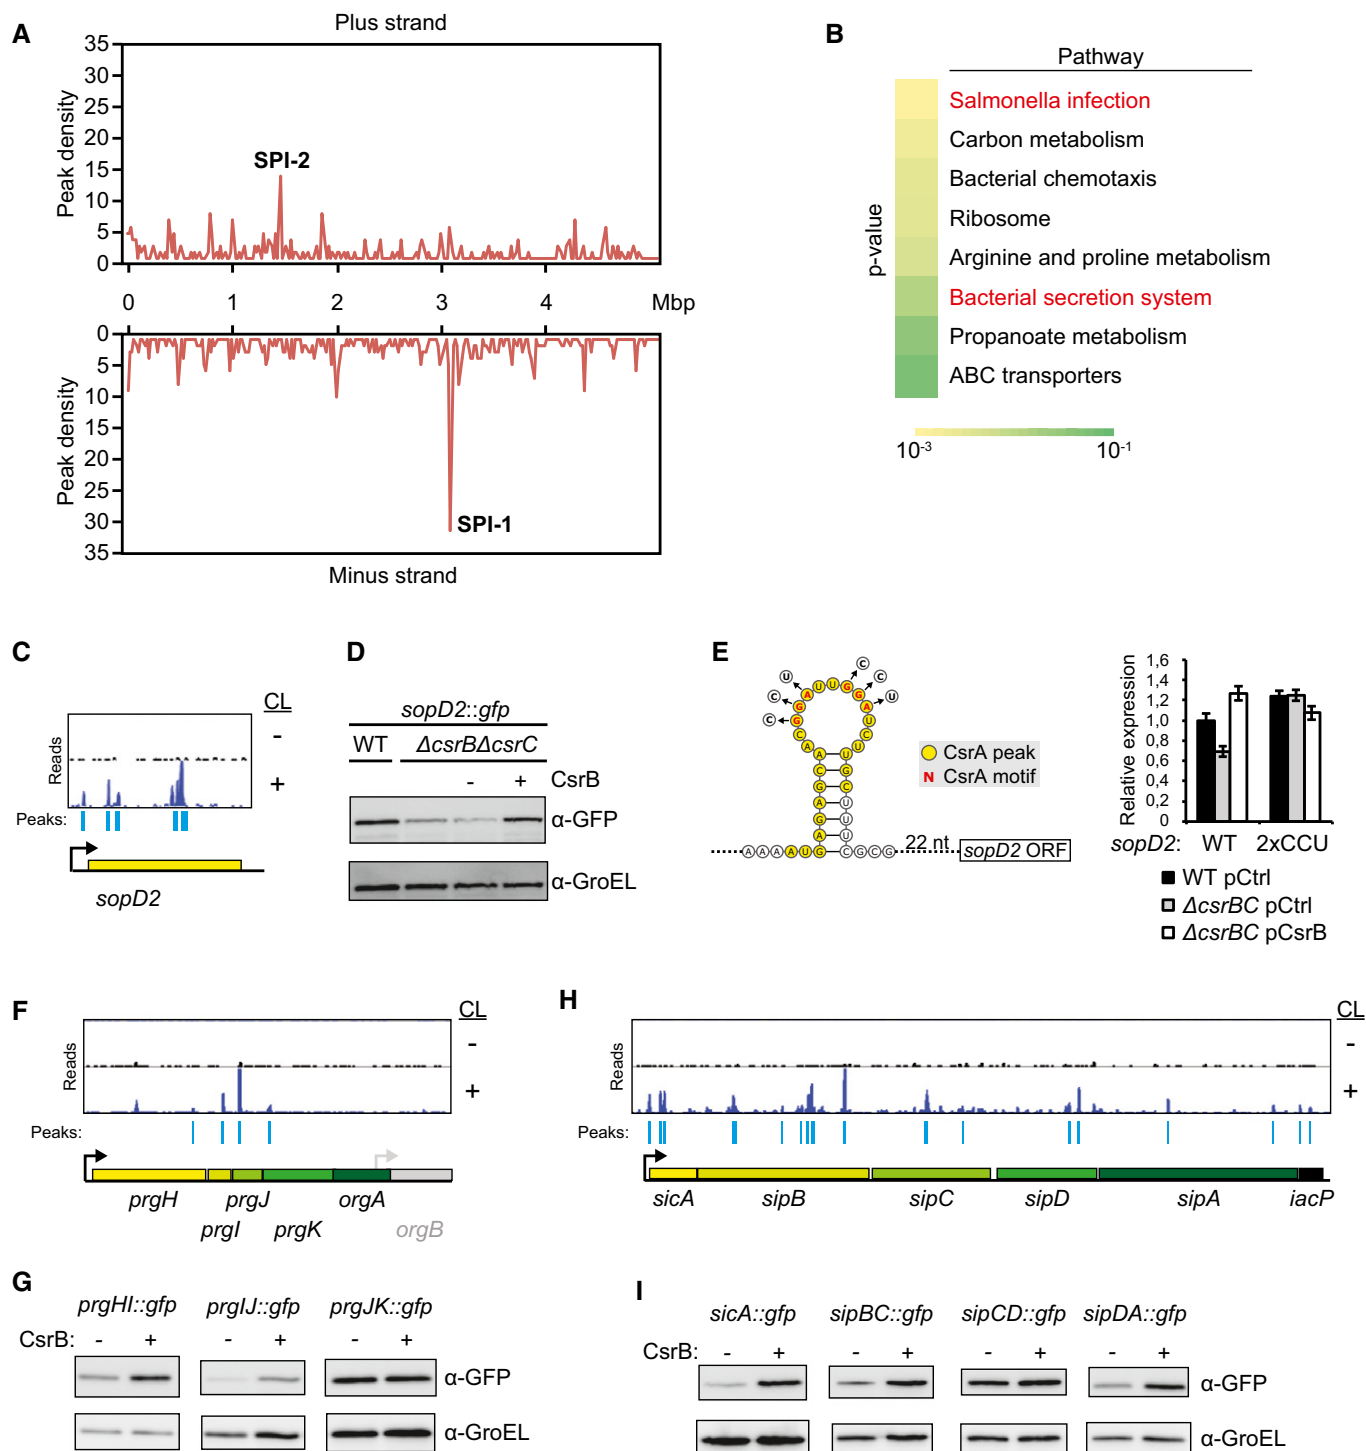 A
Plus strand
Peak density
35
30
25
20
15
10
5
0
SPI-2
0 1 2 3 4 Mbp
Peak density
0
5
10
15
20
25
30
35
SPI-1
Minus strand
B
Pathway
p-value
Salmonella infection
Carbon metabolism
Bacterial chemotaxis
Ribosome
Arginine and proline metabolism
Bacterial secretion system
Propanoate metabolism
ABC transporters
10-3 10-1
C
CL
-
+
Reads
Peaks:
sopD2
D
sopD2::gfp
WT ΔcsrBΔcsrC
- + CsrB
α-GFP
α-GroEL
E
C
U C
C U
C
U U
A G
G G
G A
C U
A C
A U
C G
A U
C G
G C
A U
G U
A U
A A A A U G C G C G
22 nt
sopD2 ORF
CsrA peak
N CsrA motif
Relative expression
1,6
1,4
1,2
1,0
0,8
0,6
0,4
0,2
0
sopD2: WT 2xCCU
WT pCtrl
ΔcsrBC pCtrl
ΔcsrBC pCsrB
F
CL
-
+
Reads
Peaks:
prgH prgJ orgA
prgI prgK orgB
H
CL
-
+
Reads
Peaks:
sicA sipB sipC sipD sipA iacP
G
prgHI::gfp prgIJ::gfp prgJK::gfp
CsrB: - + - + - +
α-GFP
α-GroEL
I
sicA::gfp sipBC::gfp sipCD::gfp sipDA::gfp
CsrB: - + - + - + - +
α-GFP
α-GroEL